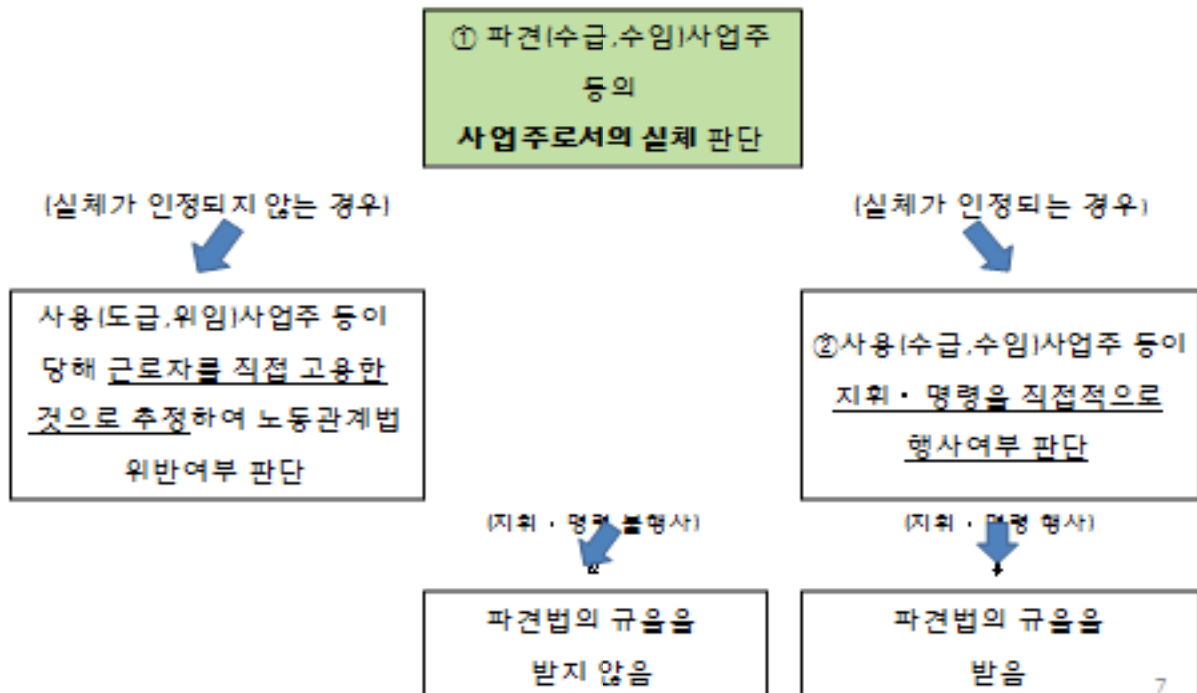 ① 파견(수급,수임)사업주
등의
사업주로서의 실체 판단
(실체가 인정되지 않는 경우)
(실체가 인정되는 경우)
사용(도급,위임)사업주 등이
당해 근로자를 직접 고용한
것으로 추정하여 노동관계법
위반여부 판단
②사용(수급,수임)사업주 등이
지휘·명령을 직접적으로
행사여부 판단
(지휘·명령 불행사)
(지휘·명령 행사)
파견법의 규율을
받지 않음
파견법의 규율을
받음
7